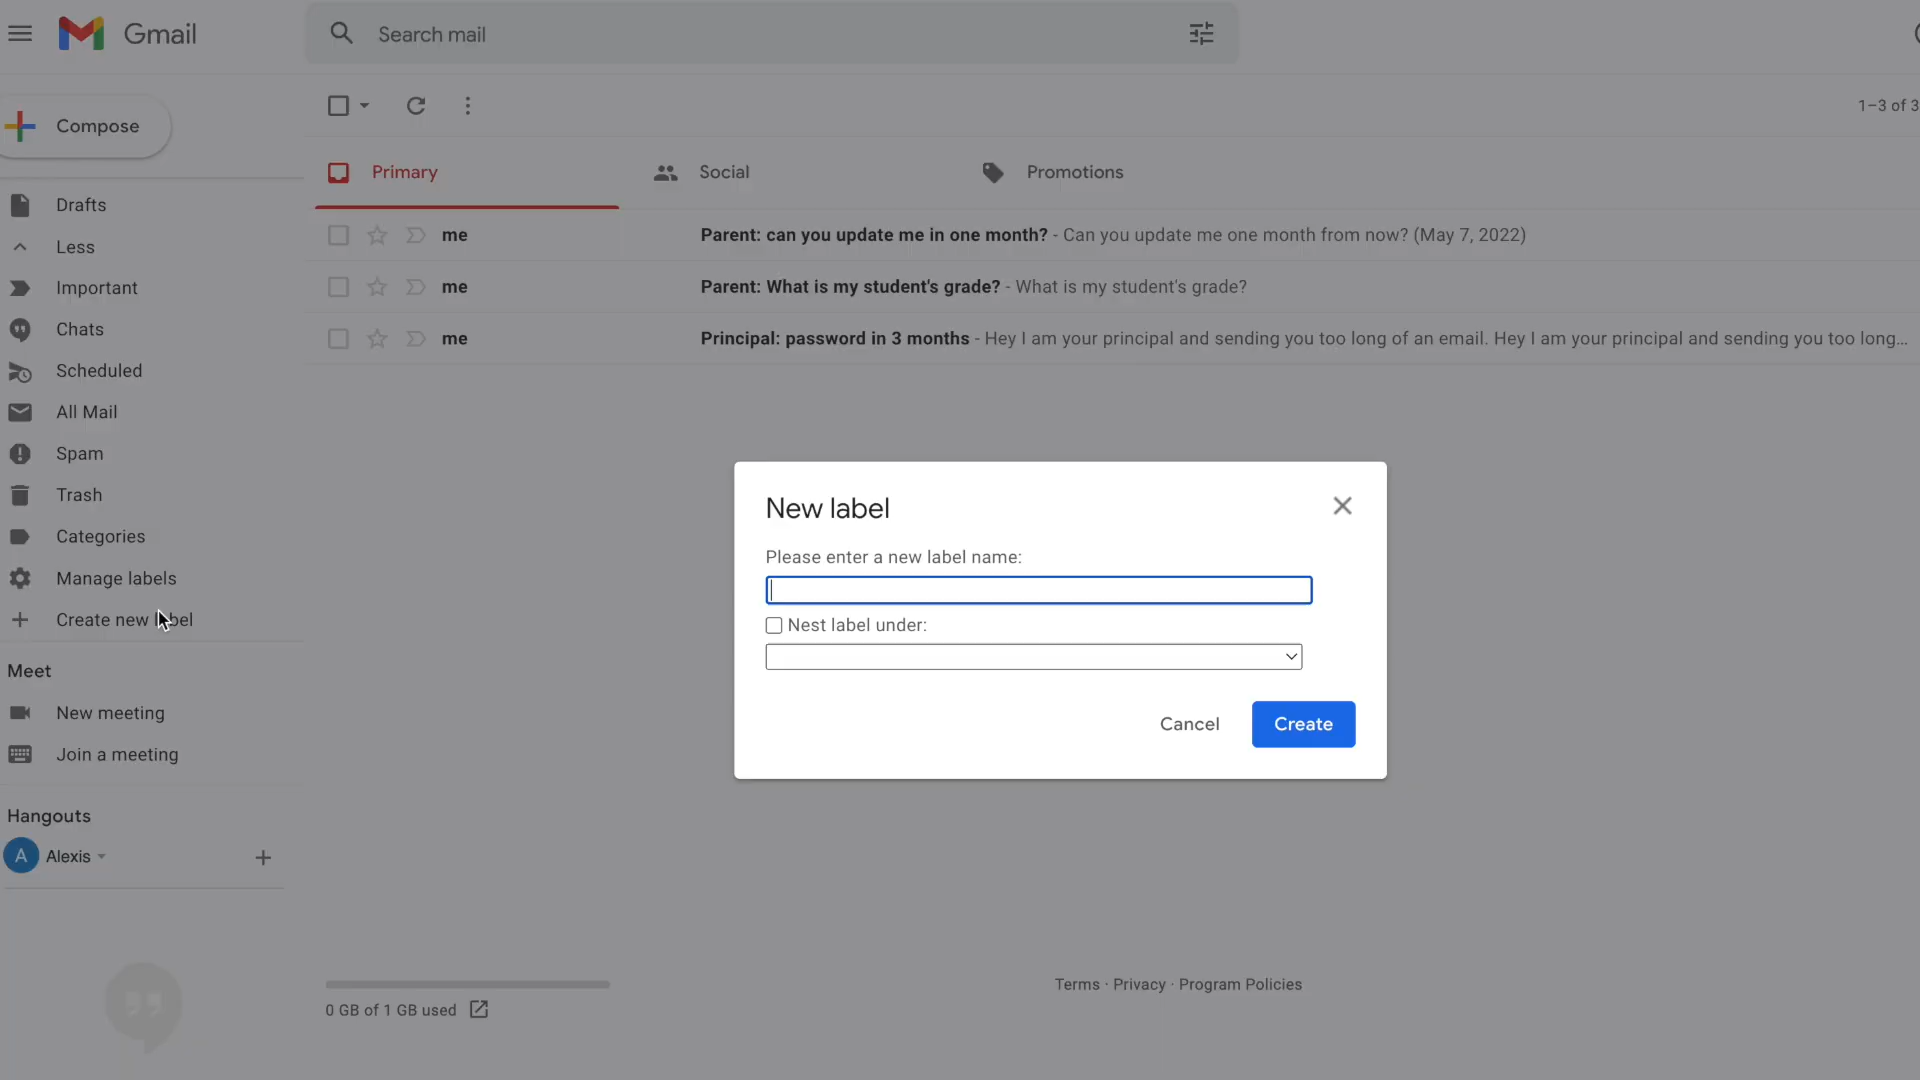 Gmail
Search mail
Compose
1–3 of 3
Primary
Social
Promotions
Drafts
Less
Important
Chats
Scheduled
All Mail
Spam
Trash
Categories
Manage labels
Create new label
me
Parent: can you update me in one month? - Can you update me one month from now? (May 7, 2022)
me
Parent: What is my student's grade? - What is my student's grade?
me
Principal: password in 3 months - Hey I am your principal and sending you too long of an email. Hey I am your principal and sending you too long...
New label
Please enter a new label name:
Nest label under:
Cancel
Create
Meet
New meeting
Join a meeting
Hangouts
A
Alexis
0 GB of 1 GB used
Terms · Privacy · Program Policies